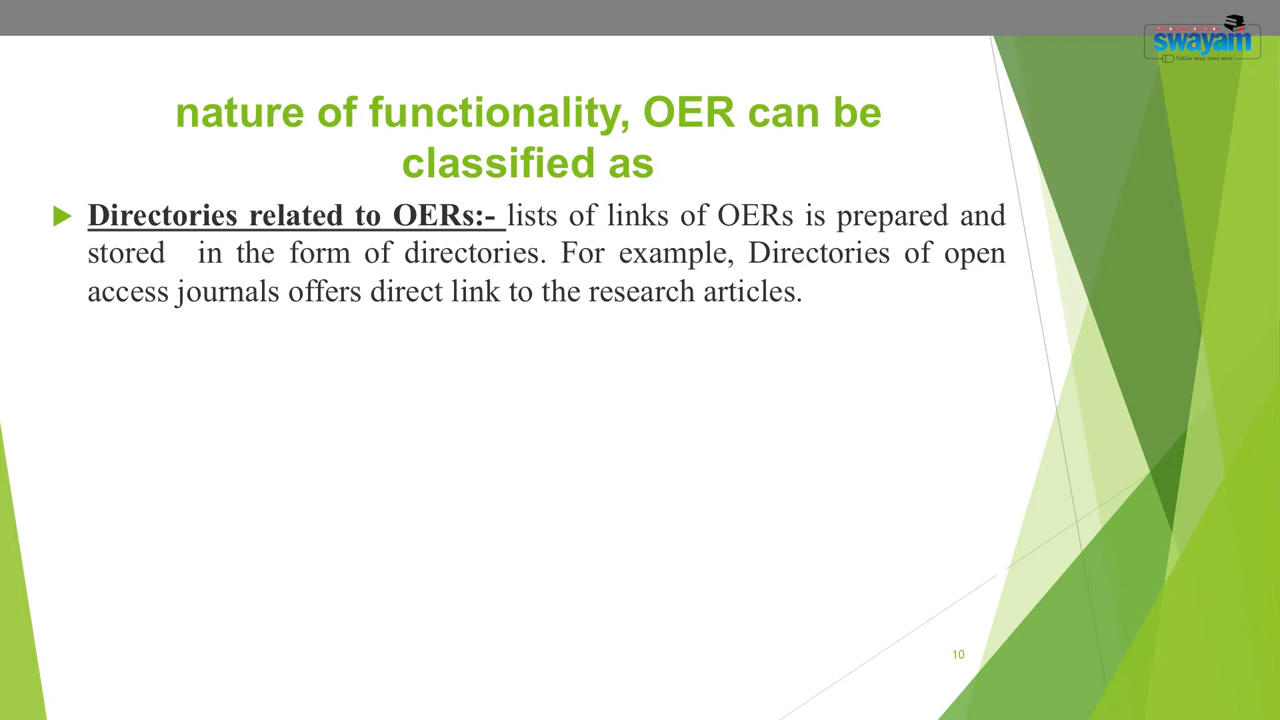 swayam
nature of functionality, OER can be
classified as
Directories related to OERs:- lists of links of OERs is prepared and
stored in the form of directories. For example, Directories of open
access journals offers direct link to the research articles.
10